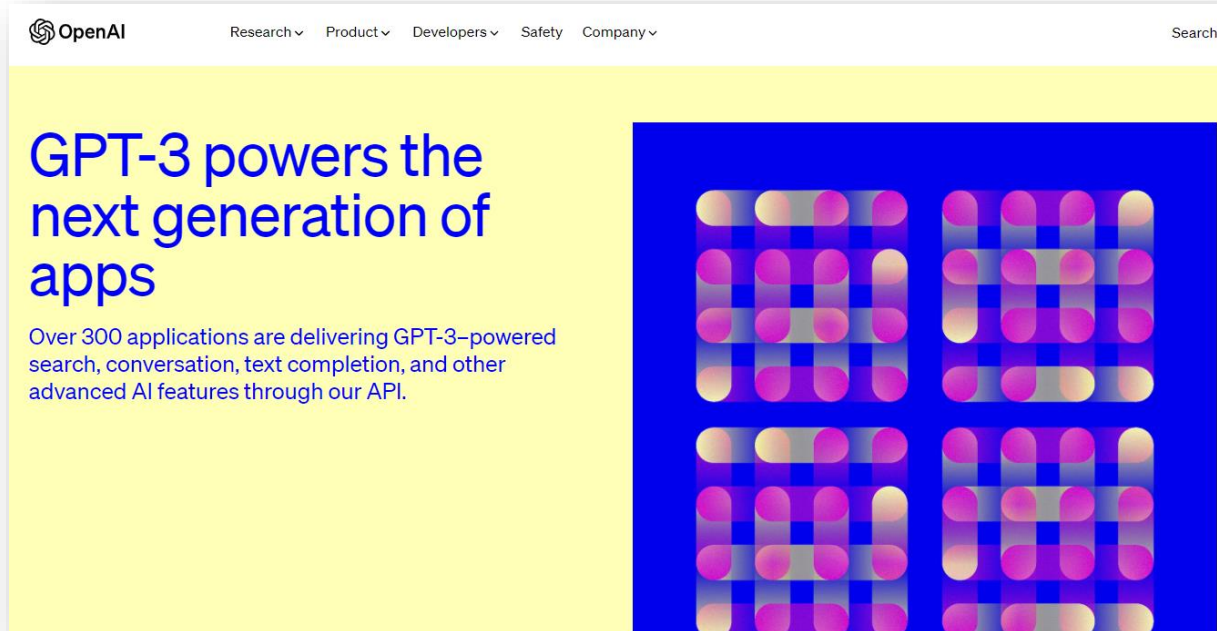 OpenAI
Research Product Developers Safety Company Search
GPT-3 powers the
next generation of
apps
Over 300 applications are delivering GPT-3–powered
search, conversation, text completion, and other
advanced AI features through our API.